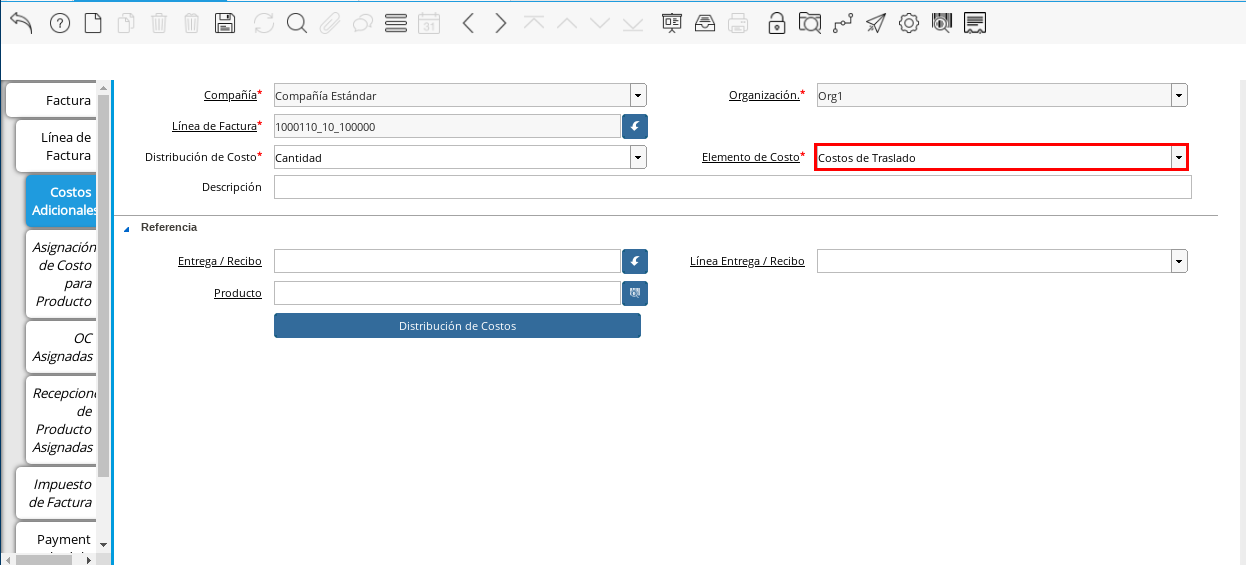 31
Factura
Línea de
Factura
Costos
Adicionales
Asignación
de Costo
para
Producto
OC
Asignadas
Recepcione
de
Producto
Asignadas
Impuesto
de Factura
Payment
Compañía* Compañía Estándar Organización.* Org1
Línea de Factura* 1000110_10_100000
Distribución de Costo* Cantidad Elemento de Costo* Costos de Traslado
Descripción
Referencia
Entrega / Recibo Línea Entrega / Recibo
Producto
Distribución de Costos